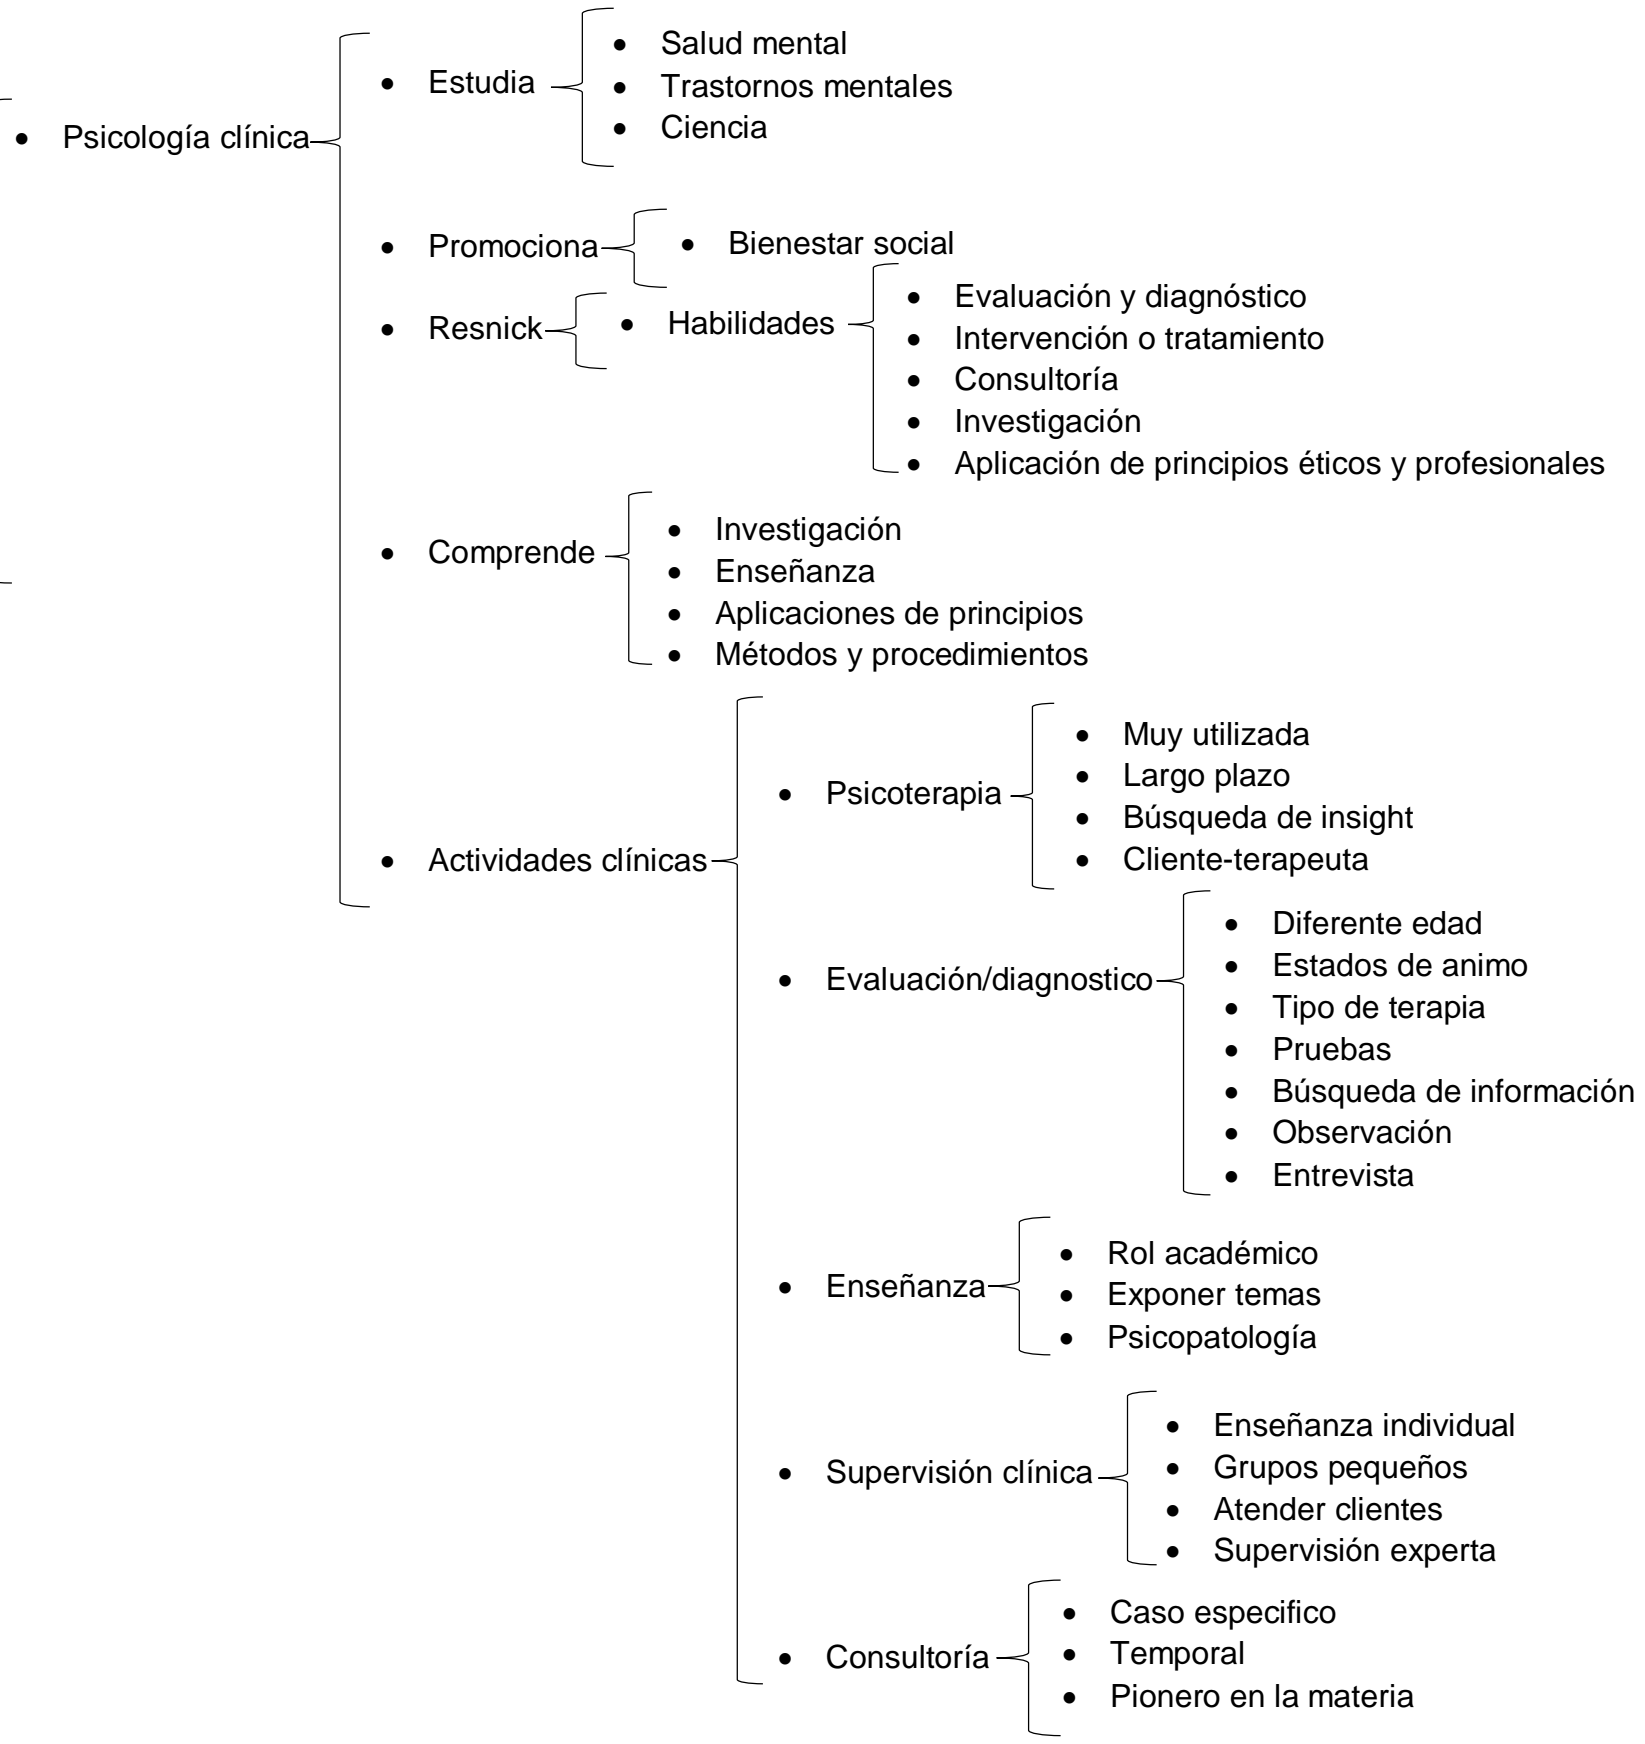 Psicología clínica
Estudia
Salud mental
Trastornos mentales
Ciencia
Promociona
Bienestar social
Resnick
Habilidades
Evaluación y diagnóstico
Intervención o tratamiento
Consultoría
Investigación
Aplicación de principios éticos y profesionales
Comprende
Investigación
Enseñanza
Aplicaciones de principios
Métodos y procedimientos
Actividades clínicas
Psicoterapia
Muy utilizada
Largo plazo
Búsqueda de insight
Cliente-terapeuta
Evaluación/diagnostico
Diferente edad
Estados de animo
Tipo de terapia
Pruebas
Búsqueda de información
Observación
Entrevista
Enseñanza
Rol académico
Exponer temas
Psicopatología
Supervisión clínica
Enseñanza individual
Grupos pequeños
Atender clientes
Supervisión experta
Consultoría
Caso especifico
Temporal
Pionero en la materia